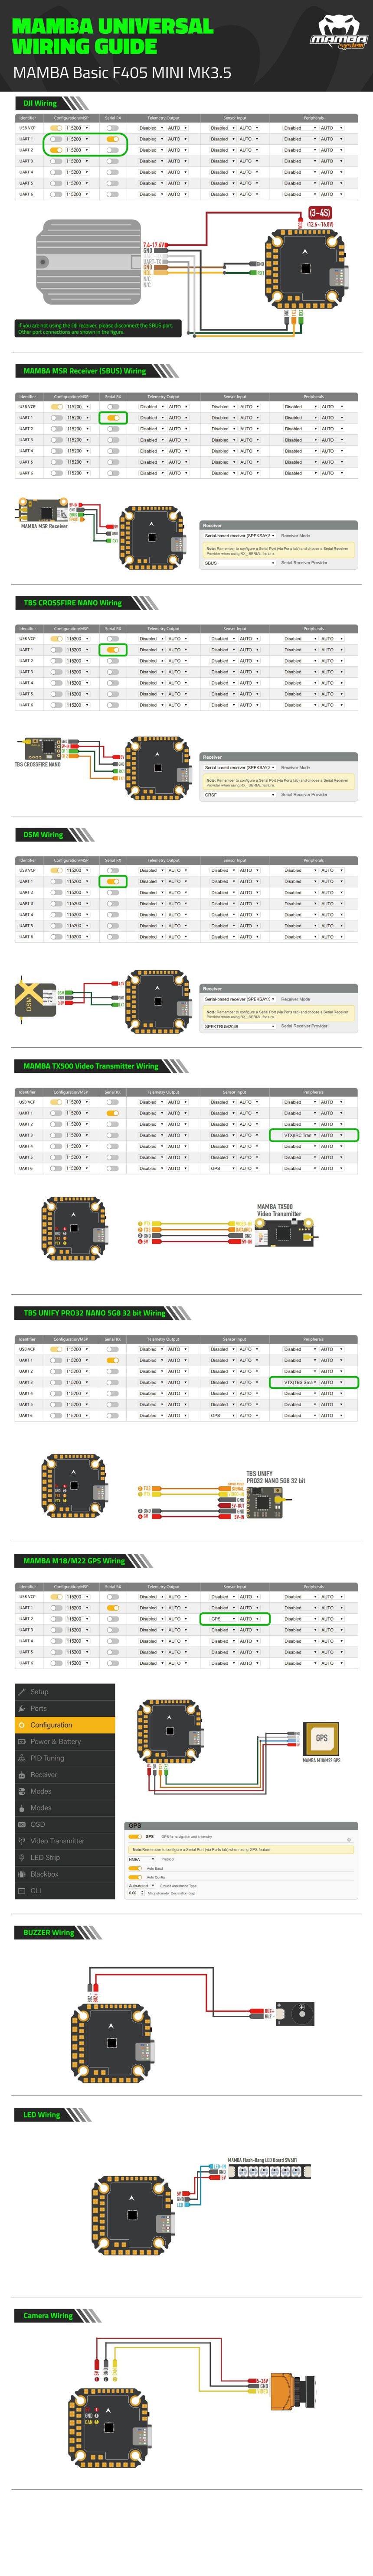 MAMBA UNIVERSAL
WIRING GUIDE
MAMBA
MAMBA Basic F405 MINI MK3.5
DJI Wiring
Identifier Configuration/MSP Serial RX Telemetry Output Sensor Input Peripherals
USB VCP 115200 Disabled AUTO Disabled AUTO Disabled AUTO
UART 1 115200 Disabled AUTO Disabled AUTO Disabled AUTO
UART 2 115200 Disabled AUTO Disabled AUTO Disabled AUTO
UART 3 115200 Disabled AUTO Disabled AUTO Disabled AUTO
UART 4 115200 Disabled AUTO Disabled AUTO Disabled AUTO
UART 5 115200 Disabled AUTO Disabled AUTO Disabled AUTO
UART 6 115200 Disabled AUTO Disabled AUTO Disabled AUTO
(3-4S)
(12.6~16.8V)
7.4-17.6V
GND
UART-TX
GND
N/C
N/C
GND
If you are not using the DJI receiver, please disconnect the SBUS port.
Other port connections are shown in the figure.
MAMBA MSR Receiver (SBUS) Wiring
Identifier Configuration/MSP Serial RX Telemetry Output Sensor Input Peripherals
USB VCP 115200 Disabled AUTO Disabled AUTO Disabled AUTO
UART 1 115200 Disabled AUTO Disabled AUTO Disabled AUTO
UART 2 115200 Disabled AUTO Disabled AUTO Disabled AUTO
UART 3 115200 Disabled AUTO Disabled AUTO Disabled AUTO
UART 4 115200 Disabled AUTO Disabled AUTO Disabled AUTO
UART 5 115200 Disabled AUTO Disabled AUTO Disabled AUTO
UART 6 115200 Disabled AUTO Disabled AUTO Disabled AUTO
MAMBA MSR Receiver
Receiver
Serial-based receiver (SPEKSAT,S Receiver Mode
Note: Remember to configure a Serial Port (via Ports tab) and choose a Serial Receiver
Provider when using RX_SERIAL feature.
SBUS Serial Receiver Provider
TBS CROSSFIRE NANO Wiring
Identifier Configuration/MSP Serial RX Telemetry Output Sensor Input Peripherals
USB VCP 115200 Disabled AUTO Disabled AUTO Disabled AUTO
UART 1 115200 Disabled AUTO Disabled AUTO Disabled AUTO
UART 2 115200 Disabled AUTO Disabled AUTO Disabled AUTO
UART 3 115200 Disabled AUTO Disabled AUTO Disabled AUTO
UART 4 115200 Disabled AUTO Disabled AUTO Disabled AUTO
UART 5 115200 Disabled AUTO Disabled AUTO Disabled AUTO
UART 6 115200 Disabled AUTO Disabled AUTO Disabled AUTO
TBS CROSSFIRE NANO
Receiver
Serial-based receiver (SPEKSAT,S Receiver Mode
Note: Remember to configure a Serial Port (via Ports tab) and choose a Serial Receiver
Provider when using RX_SERIAL feature.
CRSF Serial Receiver Provider
DSM Wiring
Identifier Configuration/MSP Serial RX Telemetry Output Sensor Input Peripherals
USB VCP 115200 Disabled AUTO Disabled AUTO Disabled AUTO
UART 1 115200 Disabled AUTO Disabled AUTO Disabled AUTO
UART 2 115200 Disabled AUTO Disabled AUTO Disabled AUTO
UART 3 115200 Disabled AUTO Disabled AUTO Disabled AUTO
UART 4 115200 Disabled AUTO Disabled AUTO Disabled AUTO
UART 5 115200 Disabled AUTO Disabled AUTO Disabled AUTO
UART 6 115200 Disabled AUTO Disabled AUTO Disabled AUTO
DSM
Receiver
Serial-based receiver (SPEKSAT,S Receiver Mode
Note: Remember to configure a Serial Port (via Ports tab) and choose a Serial Receiver
Provider when using RX_SERIAL feature.
SPEKTRUM2048 Serial Receiver Provider
MAMBA TX500 Video Transmitter Wiring
Identifier Configuration/MSP Serial RX Telemetry Output Sensor Input Peripherals
USB VCP 115200 Disabled AUTO Disabled AUTO Disabled AUTO
UART 1 115200 Disabled AUTO Disabled AUTO Disabled AUTO
UART 2 115200 Disabled AUTO Disabled AUTO Disabled AUTO
UART 3 115200 Disabled AUTO Disabled AUTO VTX(IRC Tran AUTO
UART 4 115200 Disabled AUTO Disabled AUTO Disabled AUTO
UART 5 115200 Disabled AUTO Disabled AUTO Disabled AUTO
UART 6 115200 Disabled AUTO GPS AUTO Disabled AUTO
MAMBA TX500
Video Transmitter
VTX
TX3
GND GND
5V 5V-IN
TBS UNIFY PRO32 NANO 5GB 32 bit Wiring
Identifier Configuration/MSP Serial RX Telemetry Output Sensor Input Peripherals
USB VCP 115200 Disabled AUTO Disabled AUTO Disabled AUTO
UART 1 115200 Disabled AUTO Disabled AUTO Disabled AUTO
UART 2 115200 Disabled AUTO Disabled AUTO Disabled AUTO
UART 3 115200 Disabled AUTO Disabled AUTO VTX(TBS Sma AUTO
UART 4 115200 Disabled AUTO Disabled AUTO Disabled AUTO
UART 5 115200 Disabled AUTO Disabled AUTO Disabled AUTO
UART 6 115200 Disabled AUTO GPS AUTO Disabled AUTO
TBS UNIFY
PRO32 NANO 5GB 32 bit
TX3
VTX
GND
5V-OUT
GND GND
5V 5V-IN
MAMBA M18/M22 GPS Wiring
Identifier Configuration/MSP Serial RX Telemetry Output Sensor Input Peripherals
USB VCP 115200 Disabled AUTO Disabled AUTO Disabled AUTO
UART 1 115200 Disabled AUTO Disabled AUTO Disabled AUTO
UART 2 115200 Disabled AUTO GPS AUTO Disabled AUTO
UART 3 115200 Disabled AUTO Disabled AUTO Disabled AUTO
UART 4 115200 Disabled AUTO Disabled AUTO Disabled AUTO
UART 5 115200 Disabled AUTO Disabled AUTO Disabled AUTO
UART 6 115200 Disabled AUTO Disabled AUTO Disabled AUTO
Setup
Ports
Configuration
Power & Battery
PID Tuning
Receiver
Modes
Modes
OSD
Video Transmitter
LED Strip
Blackbox
CLI
GPS
MAMBA M18/M22 GPS
GPS
GPS GPS for navigation and telemetry
Note:Remember to configure a Serial Port (via Ports tab) when using GPS feature.
NMEA Protocol
Auto Baud
Auto Config
Auto-detect Ground Assistance Type
0.00 Magnetometer Declination[deg]
BUZZER Wiring
BUZ-
BUZ+
BUZ+
BUZ-
LED Wiring
MAMBA Flash-Bang LED Board SW601
LED-IN
GND
5V
5V
GND
LED
Camera Wiring
5-36V
GND
GND
CAM